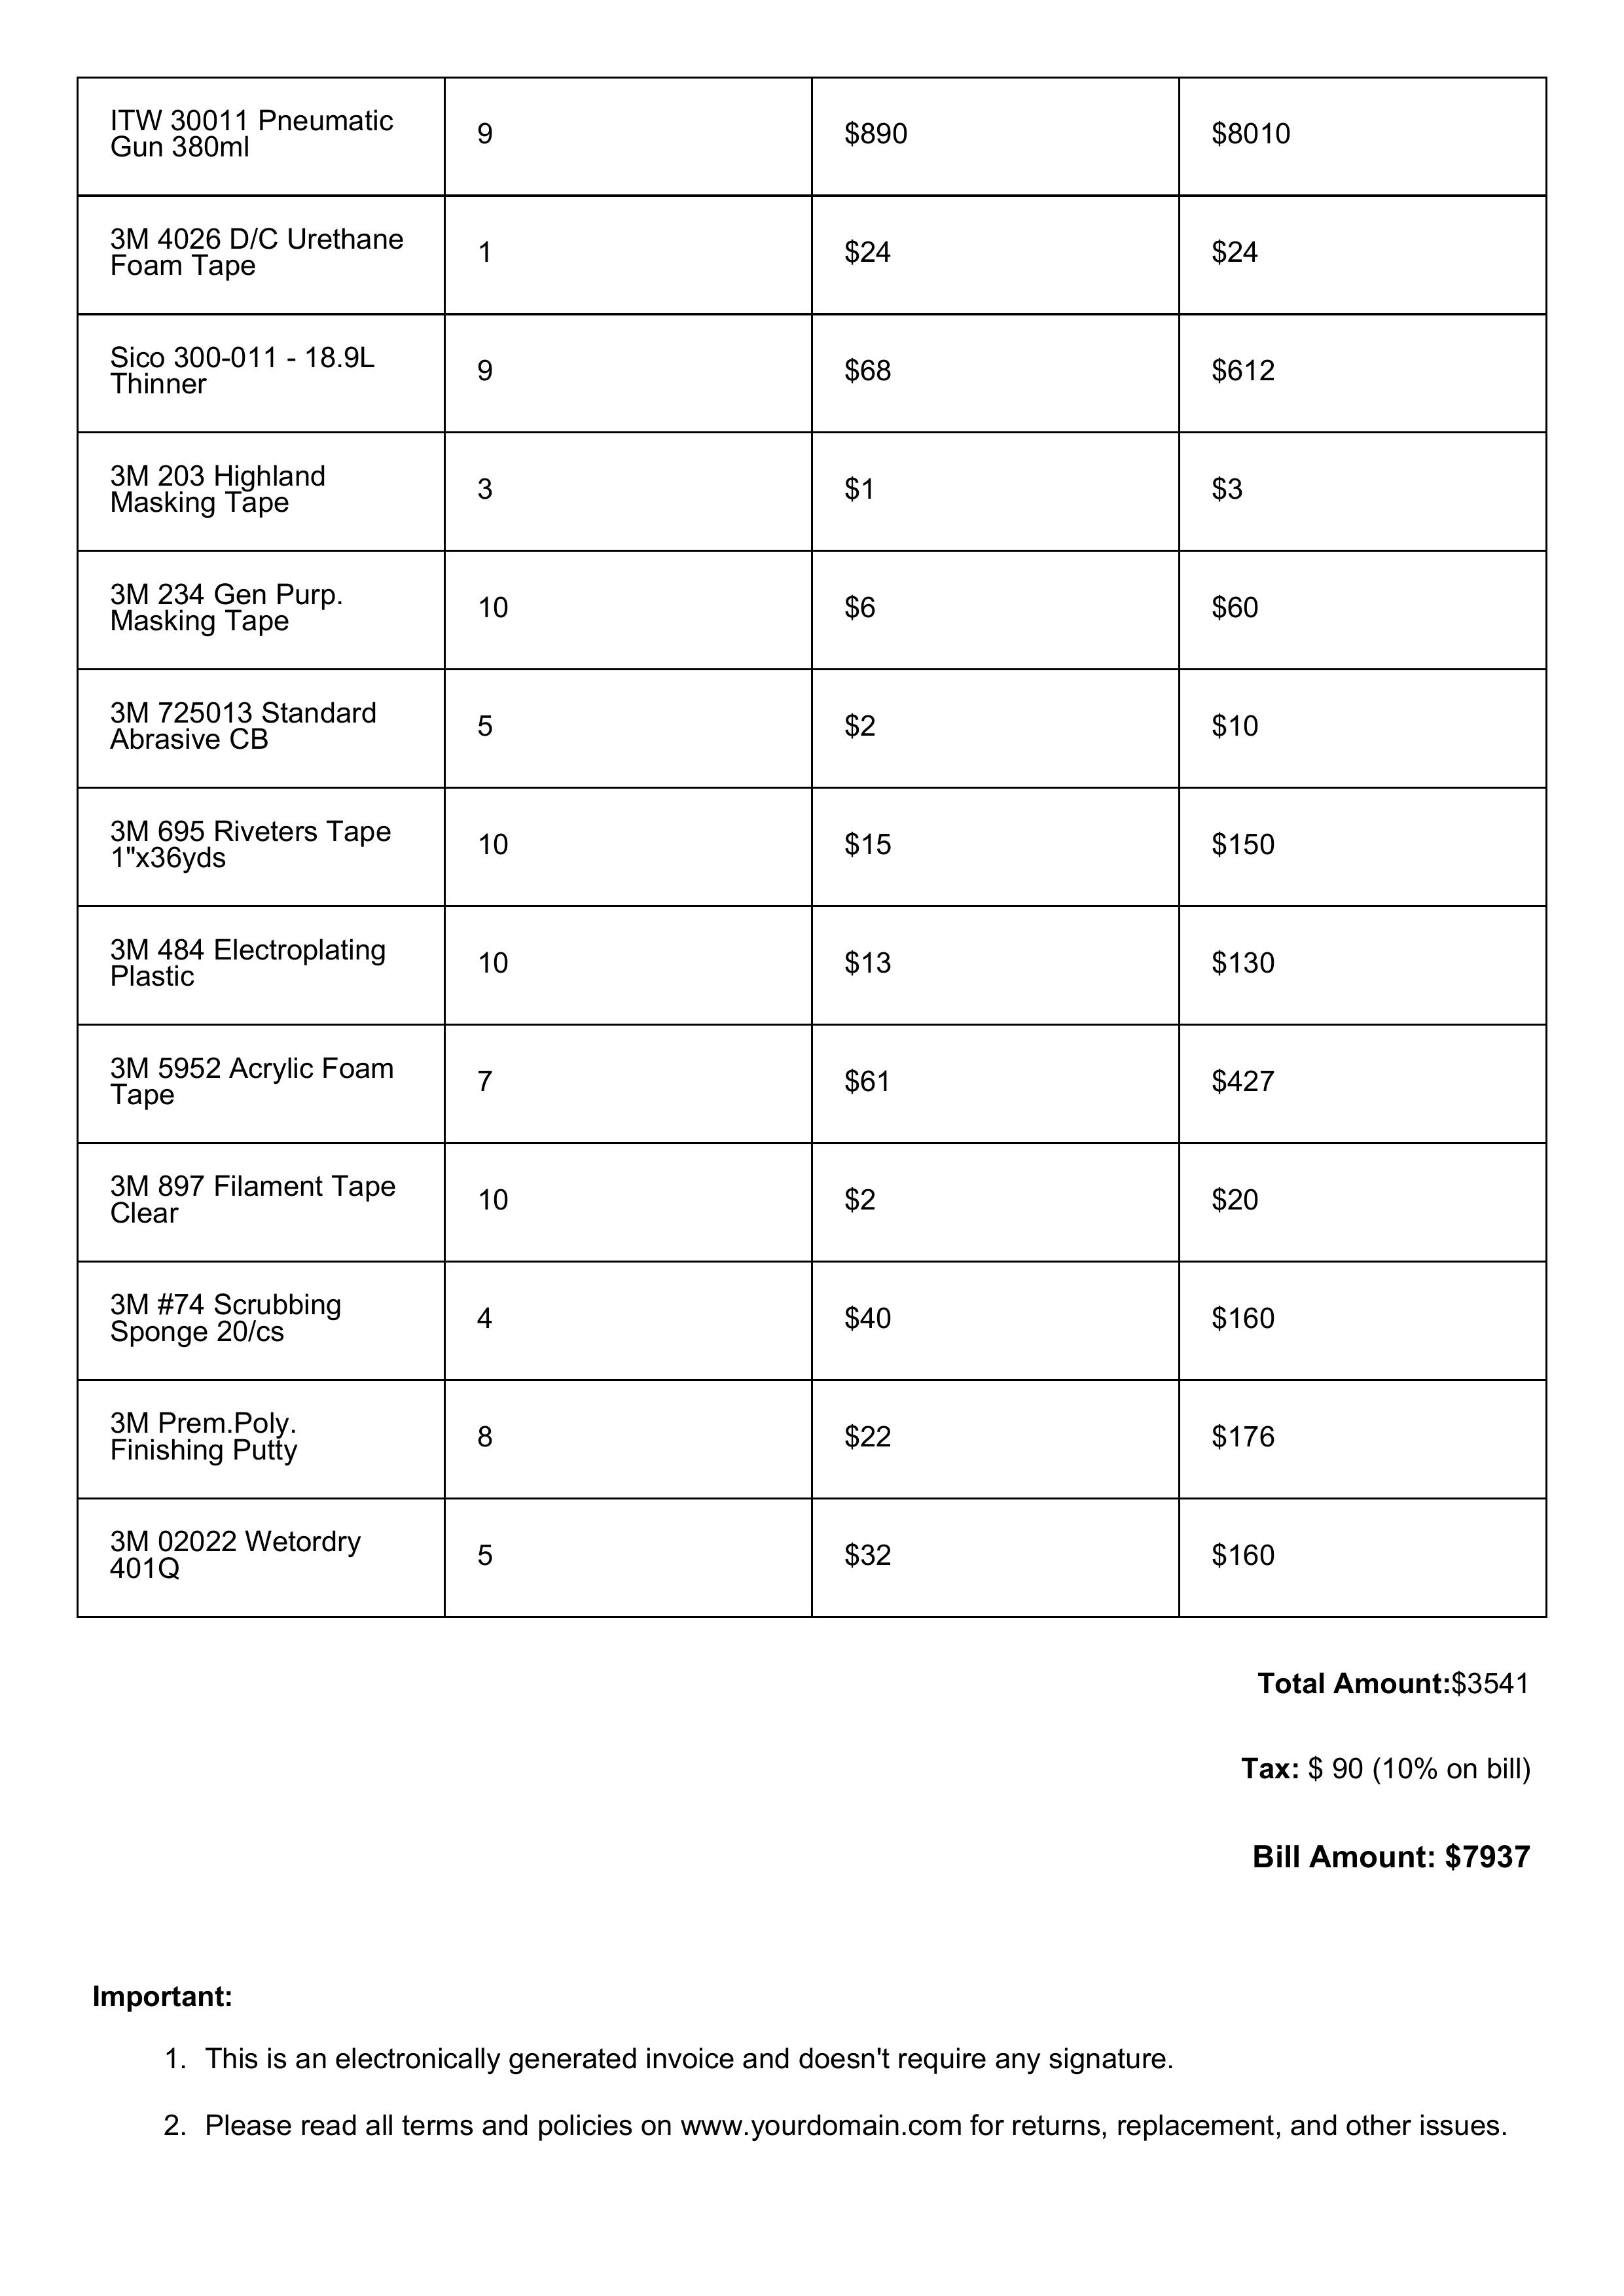 ITW 30011 Pneumatic
Gun 380ml
9
$890
$8010
3M 4026 D/C Urethane
Foam Tape
1
$24
$24
Sico 300-011 - 18.9L
Thinner
9
$68
$612
3M 203 Highland
Masking Tape
3
$1
$3
3M 234 Gen Purp.
Masking Tape
10
$6
$60
3M 725013 Standard
Abrasive CB
5
$2
$10
3M 695 Riveters Tape
1"x36yds
10
$15
$150
3M 484 Electroplating
Plastic
10
$13
$130
3M 5952 Acrylic Foam
Tape
7
$61
$427
3M 897 Filament Tape
Clear
10
$2
$20
3M #74 Scrubbing
Sponge 20/cs
4
$40
$160
3M Prem.Poly.
Finishing Putty
8
$22
$176
3M 02022 Wetordry
401Q
5
$32
$160
Total Amount:$3541
Tax: $ 90 (10% on bill)
Bill Amount: $7937
Important:
1. This is an electronically generated invoice and doesn't require any signature.
2. Please read all terms and policies on www.yourdomain.com for returns, replacement, and other issues.